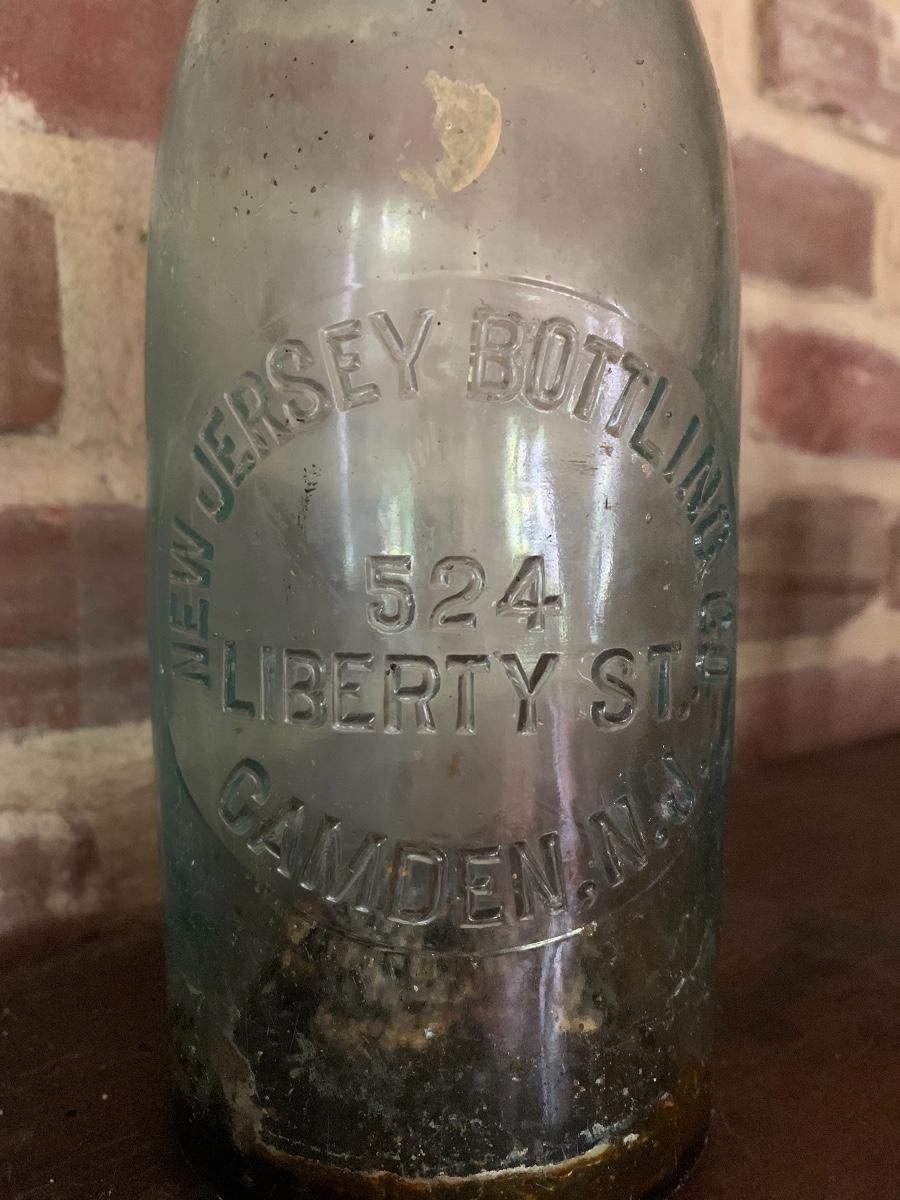 NEW JERSEY BOTTLING CO.
524
LIBERTY ST.
CAMDEN, N.J.